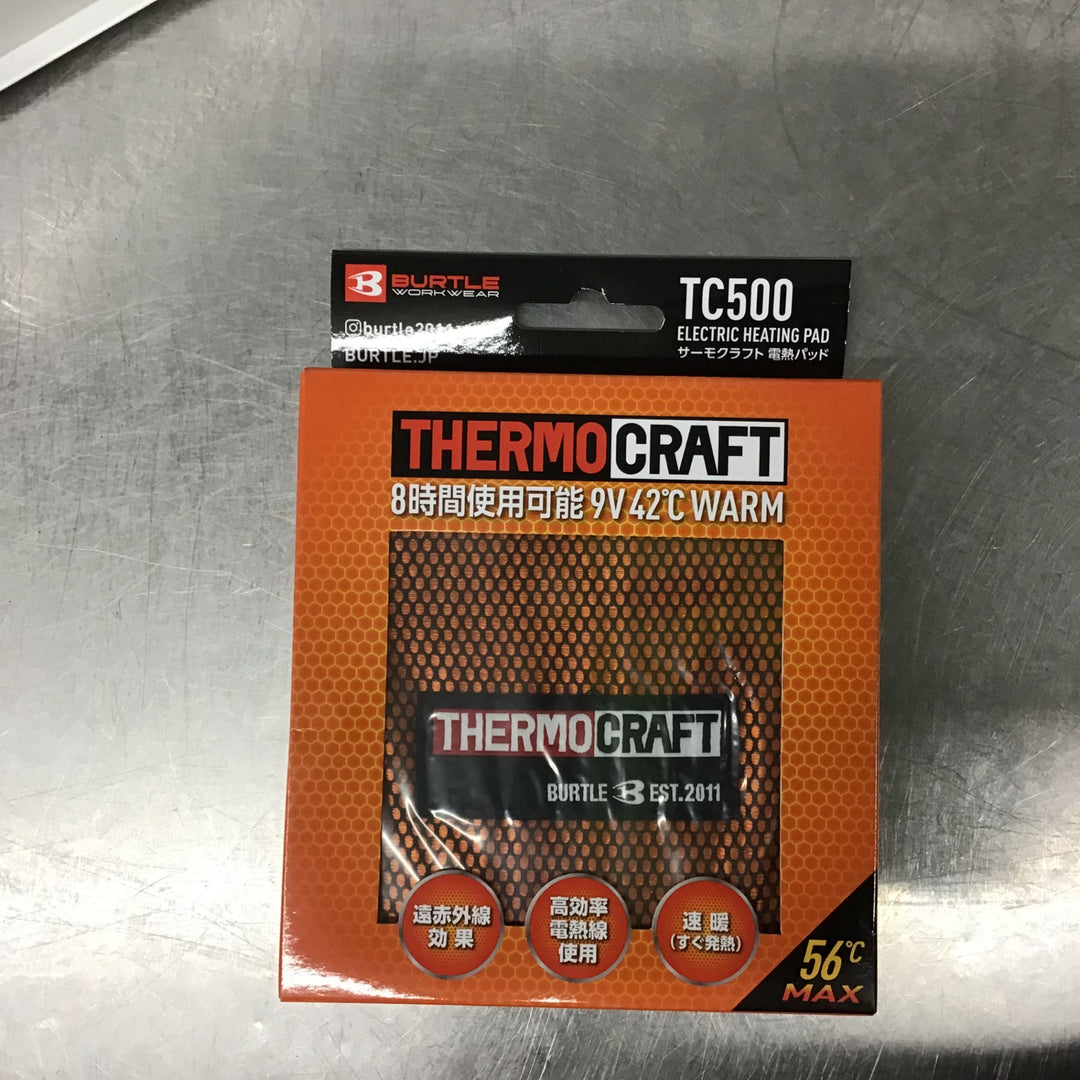 BURTLE
WORKWEAR
BURTLE.JP
TC500
ELECTRIC HEATING PAD
サーモクラフト 電熱パッド
THERMOCRAFT
8時間使用可能 9V 42℃ WARM
THERMOCRAFT
BURTLE B EST.2011
遠赤外線
効果
高効率
電熱線
使用
速暖
(すぐ発熱)
56℃
MAX